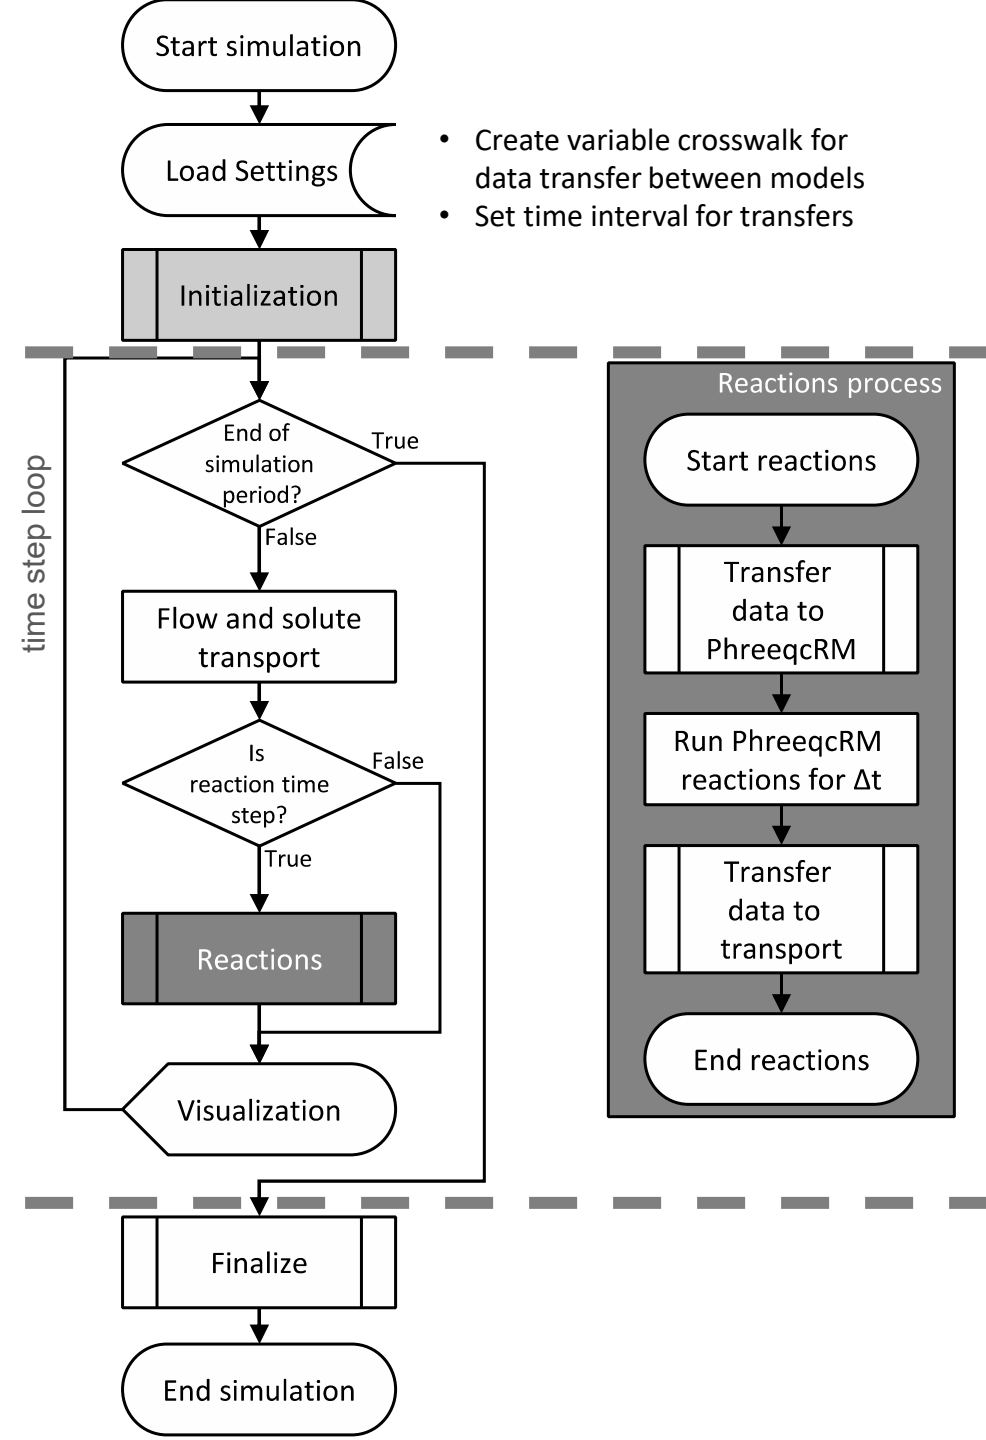 Start simulation
Load Settings
• Create variable crosswalk for
data transfer between models
• Set time interval for transfers
Initialization
time step loop
End of
simulation
period?
True
False
Flow and solute
transport
Is
reaction time
step?
False
True
Reactions
Visualization
Finalize
End simulation
Reactions process
Start reactions
Transfer
data to
PhreeqcRM
Run PhreeqcRM
reactions for Δt
Transfer
data to
transport
End reactions